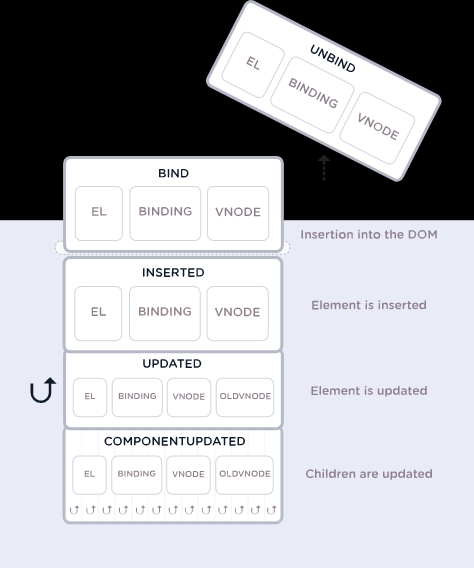 UNBIND
EL
BINDING
VNODE
BIND
EL BINDING VNODE
Insertion into the DOM
INSERTED
EL BINDING VNODE
Element is inserted
UPDATED
EL BINDING VNODE OLDVNODE
Element is updated
COMPONENTUPDATED
EL BINDING VNODE OLDVNODE
Children are updated